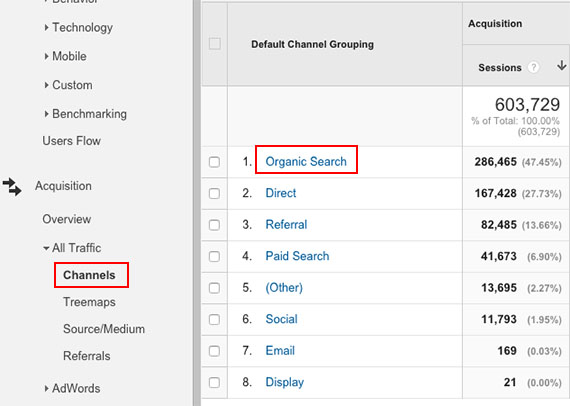 Behavior
Technology
Mobile
Custom
Benchmarking
Users Flow
Acquisition
Overview
All Traffic
Channels
Treemaps
Source/Medium
Referrals
AdWords
Default Channel Grouping
Acquisition
Sessions ?
603,729
% of Total: 100.00%
(603,729)
1. Organic Search 286,465 (47.45%)
2. Direct 167,428 (27.73%)
3. Referral 82,485 (13.66%)
4. Paid Search 41,673 (6.90%)
5. (Other) 13,695 (2.27%)
6. Social 11,793 (1.95%)
7. Email 169 (0.03%)
8. Display 21 (0.00%)